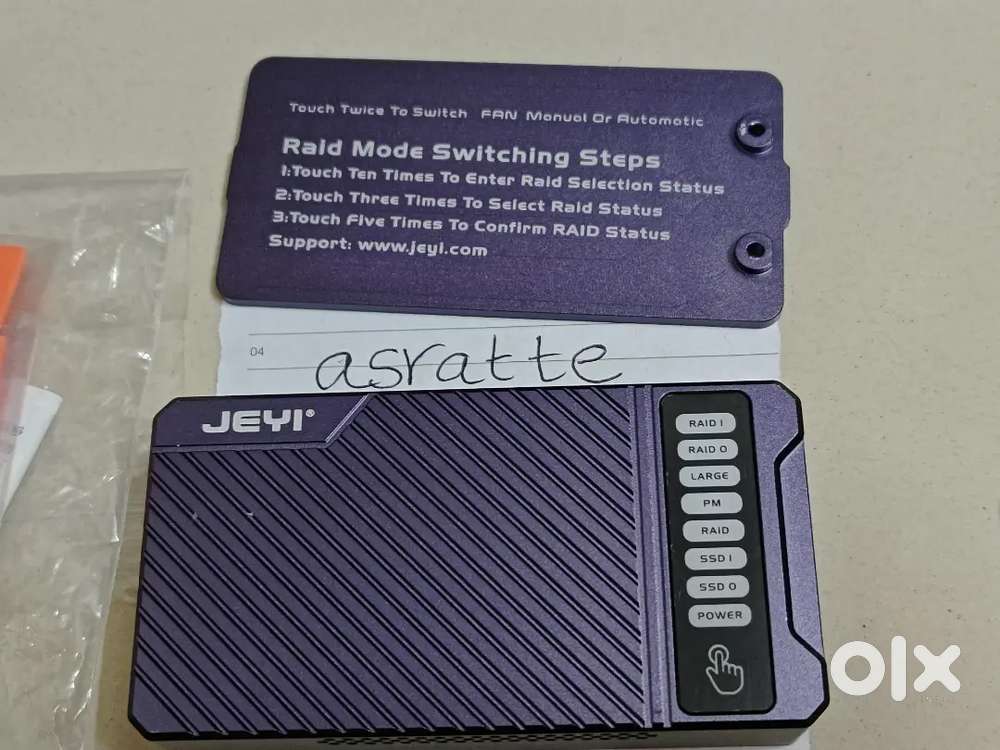 Touch Twice To Switch FAN Manual Or Automatic
Raid Mode Switching Steps
1:Touch Ten Times To Enter Raid Selection Status
2:Touch Three Times To Select Raid Status
3:Touch Five Times To Confirm RAID Status
Support: www.jeyi.com
04
asratte
JEYI®
RAID 1
RAID 0
LARGE
PM
RAID
SSD 1
SSD 0
POWER
olx